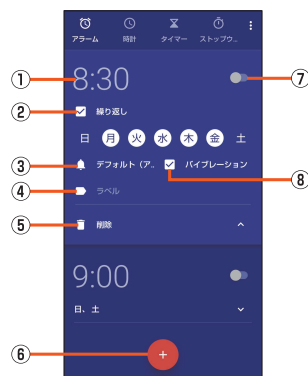 アラーム 時計 タイマー ストップウ...
① 8:30 ⑦
② 繰り返し
日 月 火 水 木 金 土
③ デフォルト（ア... バイブレーション
④ ラベル ⑧
⑤ 削除
9:00
日、土
⑥ +